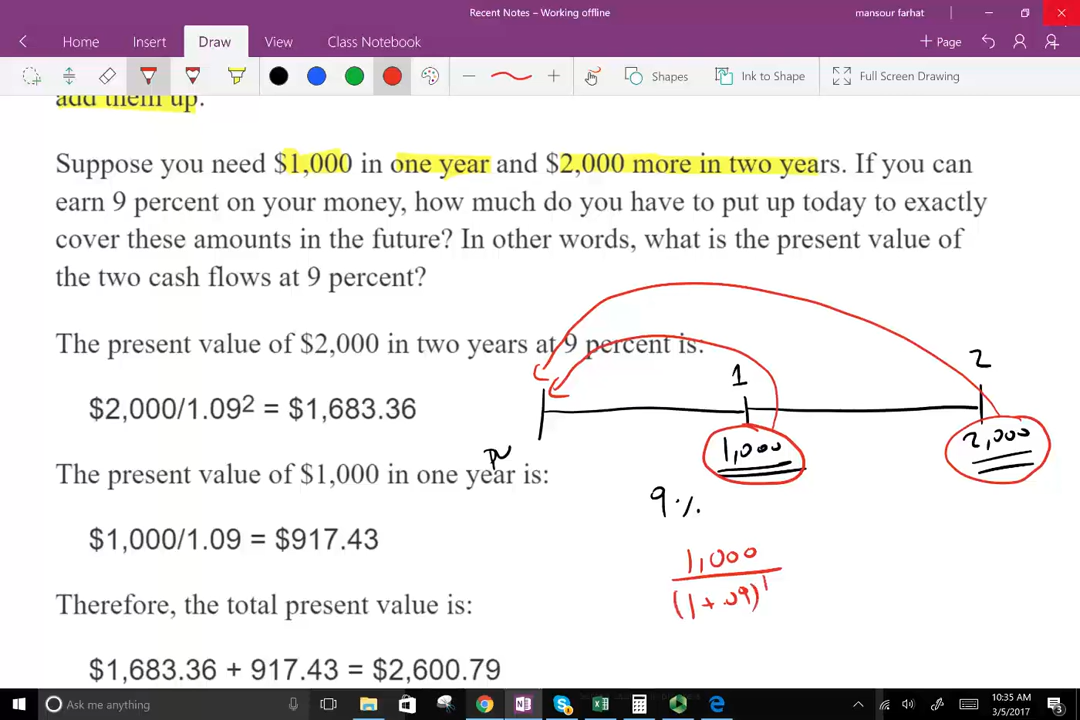 Recent Notes – Working offline
mansour farhat
Home Insert Draw View Class Notebook
+ Page
Shapes Ink to Shape Full Screen Drawing
add them up.
Suppose you need $1,000 in one year and $2,000 more in two years. If you can
earn 9 percent on your money, how much do you have to put up today to exactly
cover these amounts in the future? In other words, what is the present value of
the two cash flows at 9 percent?
The present value of $2,000 in two years at 9 percent is:
1 2
$2,000/1.09² = $1,683.36
1,000 2,000
PV
The present value of $1,000 in one year is:
9%
$1,000/1.09 = $917.43
1,000
(1+.09)¹
Therefore, the total present value is:
$1,683.36 + 917.43 = $2,600.79
Ask me anything
10:35 AM
3/5/2017
3